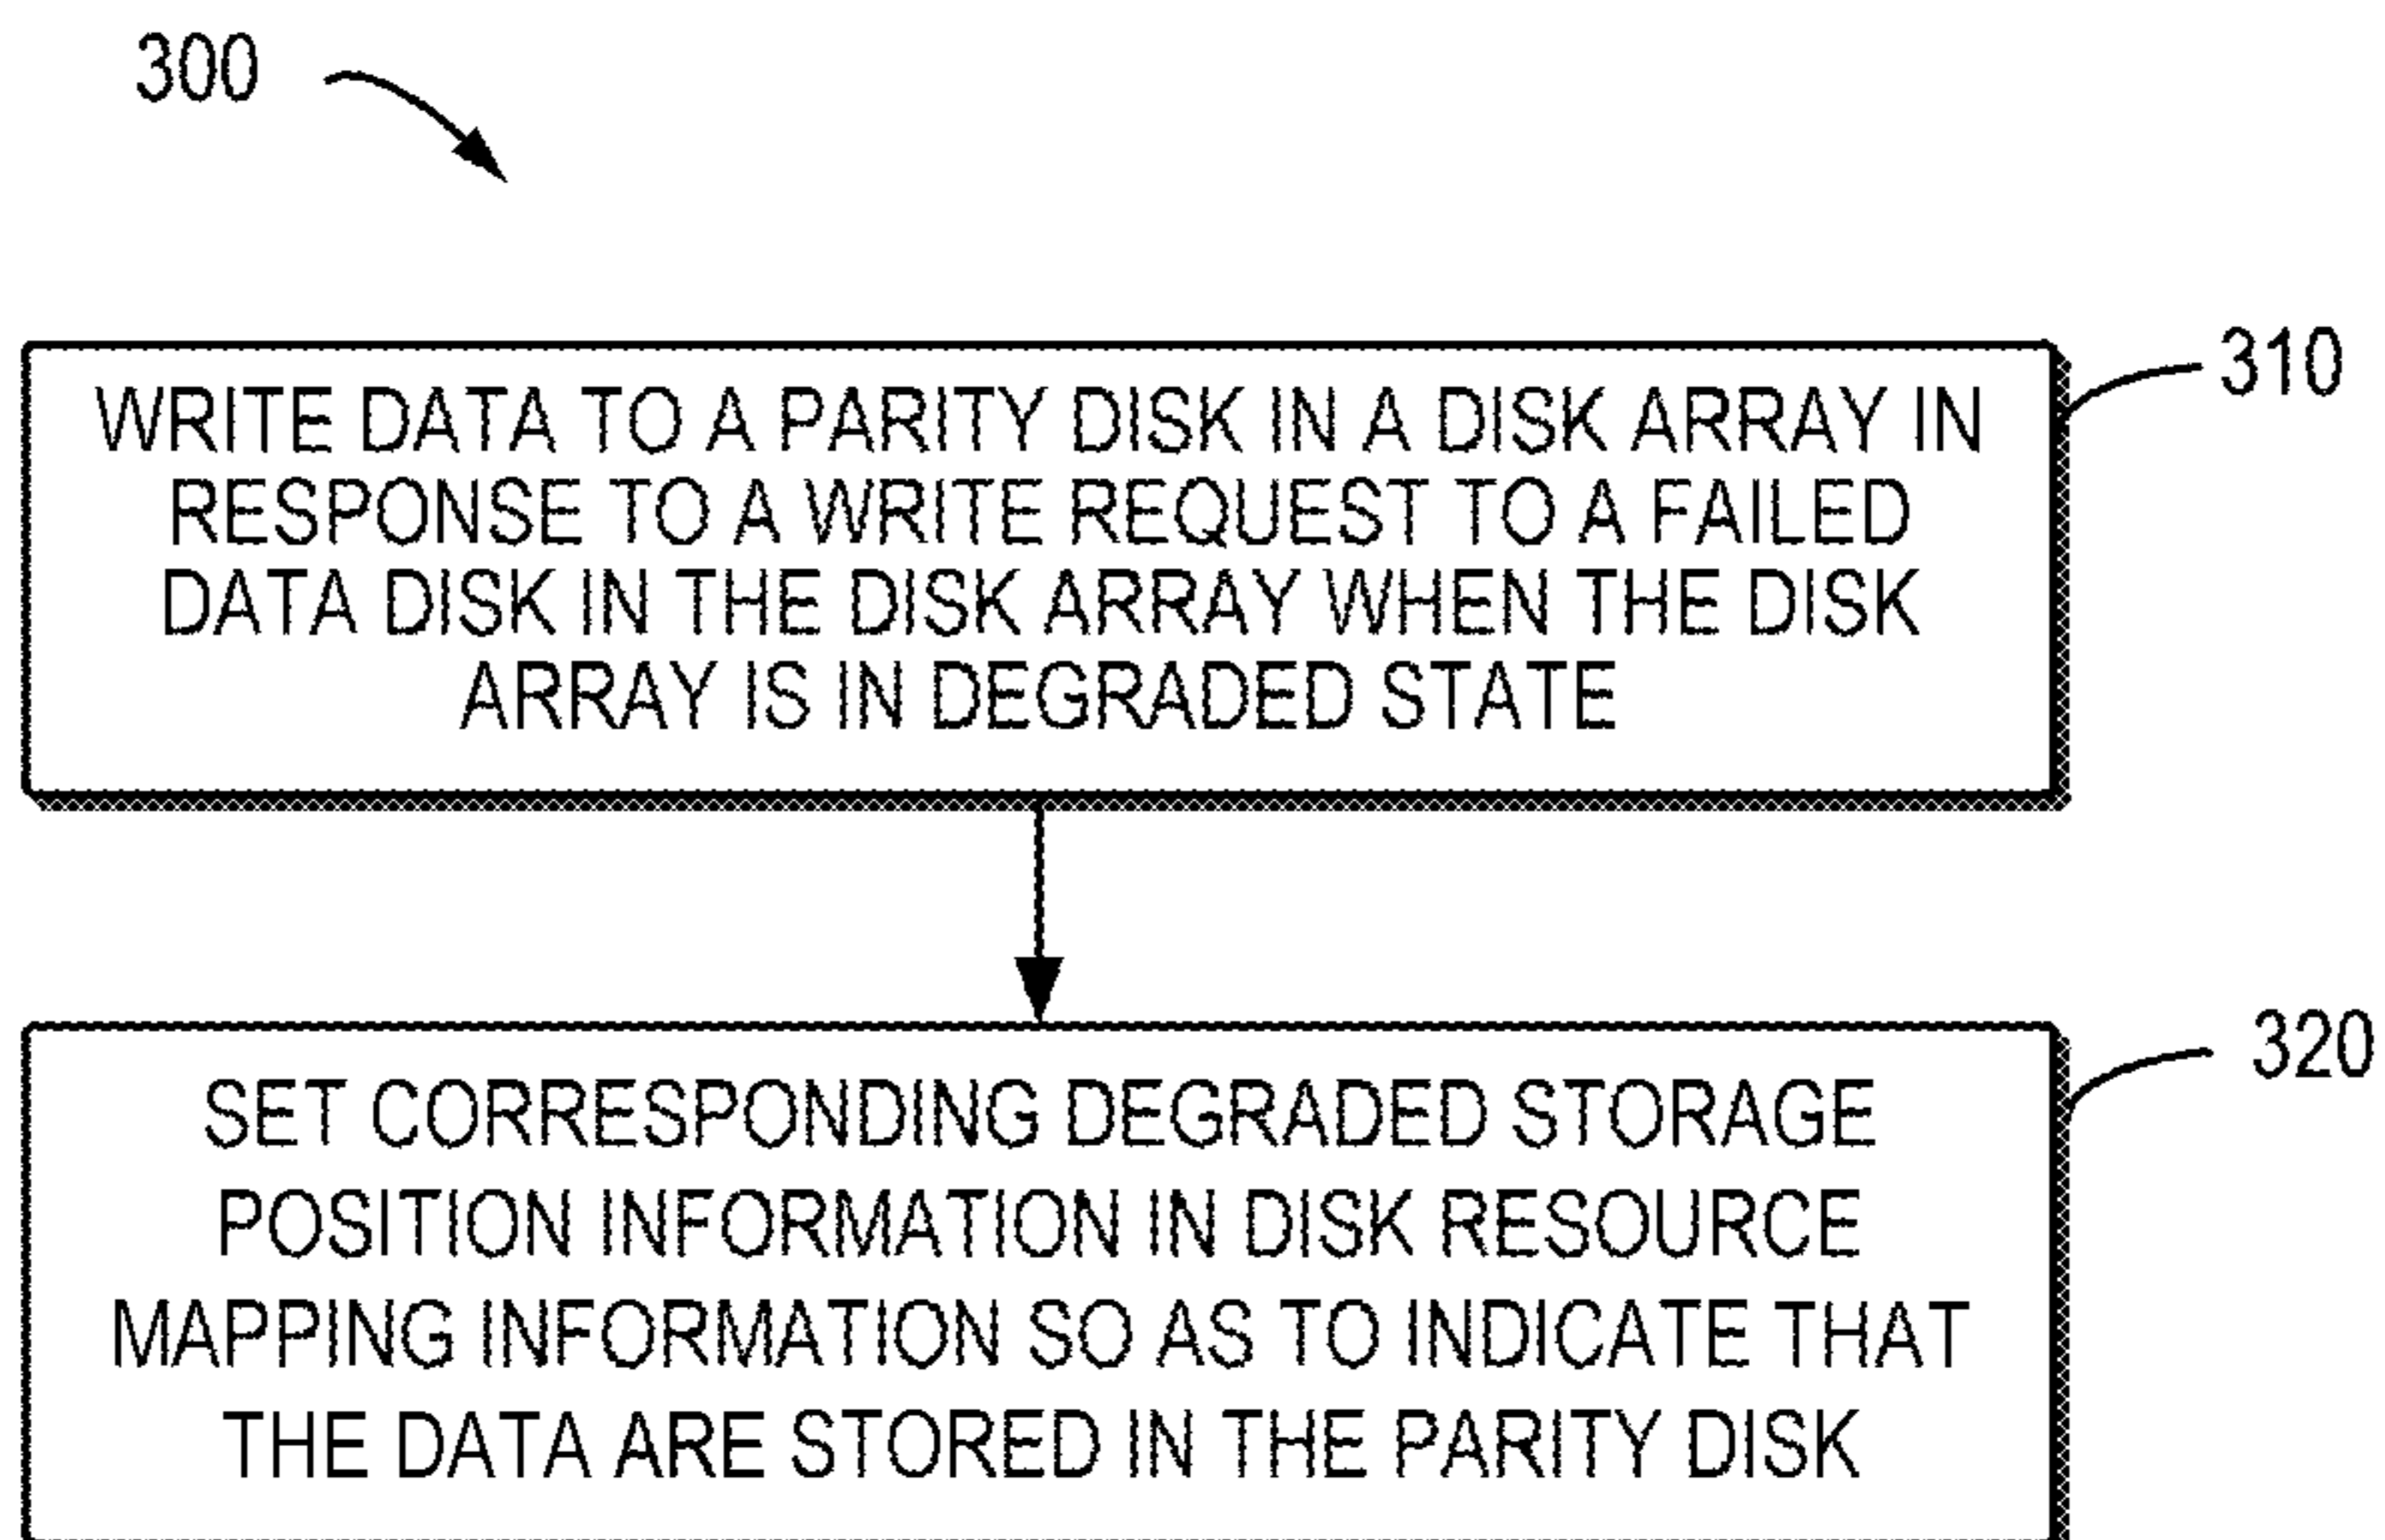 300
310
WRITE DATA TO A PARITY DISK IN A DISK ARRAY IN
RESPONSE TO A WRITE REQUEST TO A FAILED
DATA DISK IN THE DISK ARRAY WHEN THE DISK
ARRAY IS IN DEGRADED STATE
320
SET CORRESPONDING DEGRADED STORAGE
POSITION INFORMATION IN DISK RESOURCE
MAPPING INFORMATION SO AS TO INDICATE THAT
THE DATA ARE STORED IN THE PARITY DISK